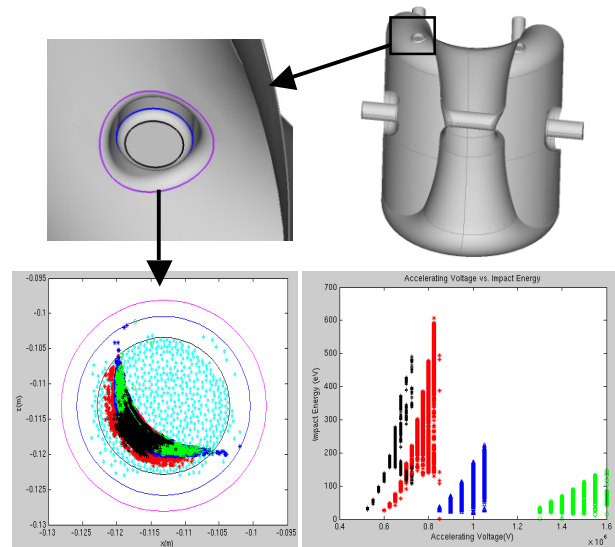 -0.095
-0.1
-0.105
-0.11
-0.115
-0.12
-0.125
-0.13
z(m)
-0.13 -0.125 -0.12 -0.115 -0.11 -0.105 -0.1 -0.095
x(m)
Accelerating Voltage vs. Impact Energy
700
600
500
400
300
200
100
0
Impact Energy (eV)
0.4 0.6 0.8 1 1.2 1.4 1.6
Accelerating Voltage(V)
× 10⁶